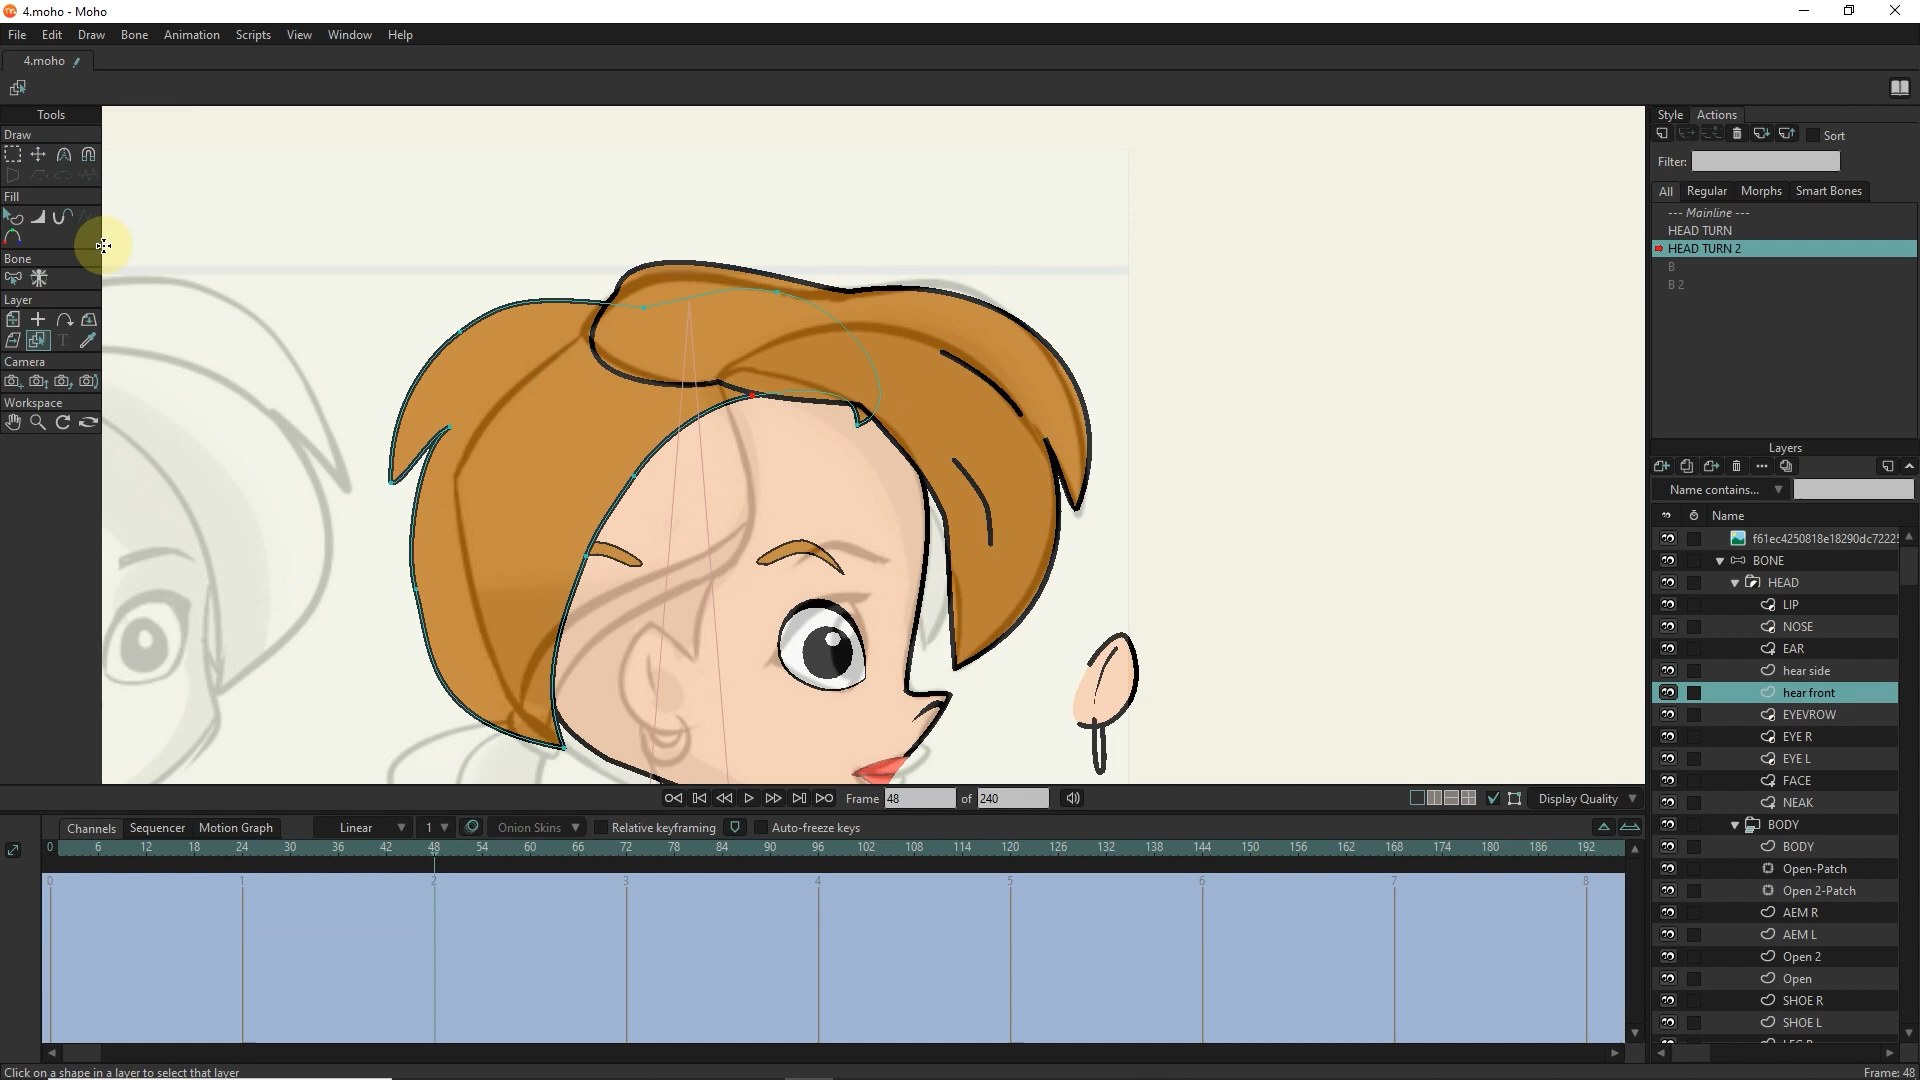 4.moho - Moho
File Edit Draw Bone Animation Scripts View Window Help
4.moho
Tools
Draw
Fill
Bone
Layer
Camera
Workspace
Style Actions
Sort
Filter:
All Regular Morphs Smart Bones
--- Mainline ---
HEAD TURN
HEAD TURN 2
B
B 2
Layers
Name contains...
Name
f61ec4250818e18290dc7222
BONE
HEAD
LIP
NOSE
EAR
hear side
hear front
EYEVROW
EYE R
EYE L
FACE
NEAK
BODY
BODY
Open-Patch
Open 2-Patch
AEM R
AEM L
Open 2
Open
SHOE R
SHOE L
Frame 48 of 240
Display Quality
Channels Sequencer Motion Graph Linear 1 Onion Skins Relative keyframing Auto-freeze keys
0 6 12 18 24 30 36 42 48 54 60 66 72 78 84 90 96 102 108 114 120 126 132 138 144 150 156 162 168 174 180 186 192
0 1 2 3 4 5 6 7 8
Click on a shape in a layer to select that layer
Frame: 48